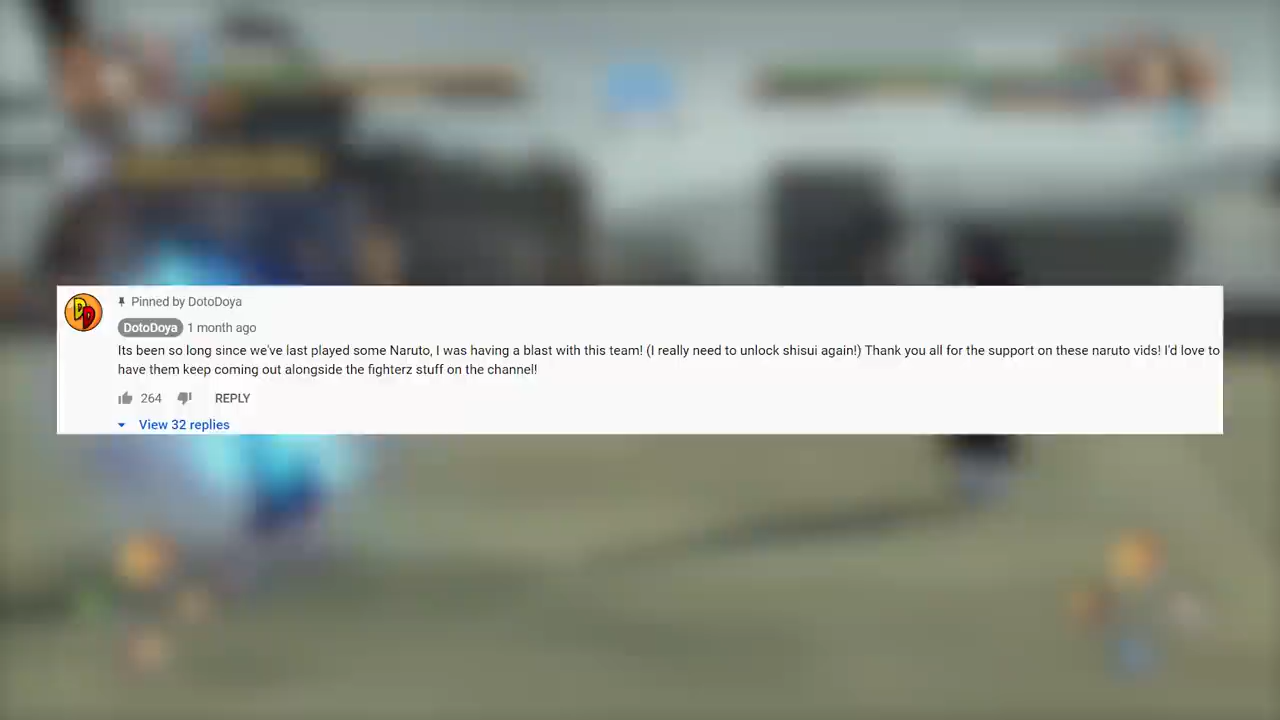 DD
Pinned by DotoDoya
DotoDoya 1 month ago
Its been so long since we've last played some Naruto, I was having a blast with this team! (I really need to unlock shisui again!) Thank you all for the support on these naruto vids! I'd love to
have them keep coming out alongside the fighterz stuff on the channel!
264 REPLY
View 32 replies